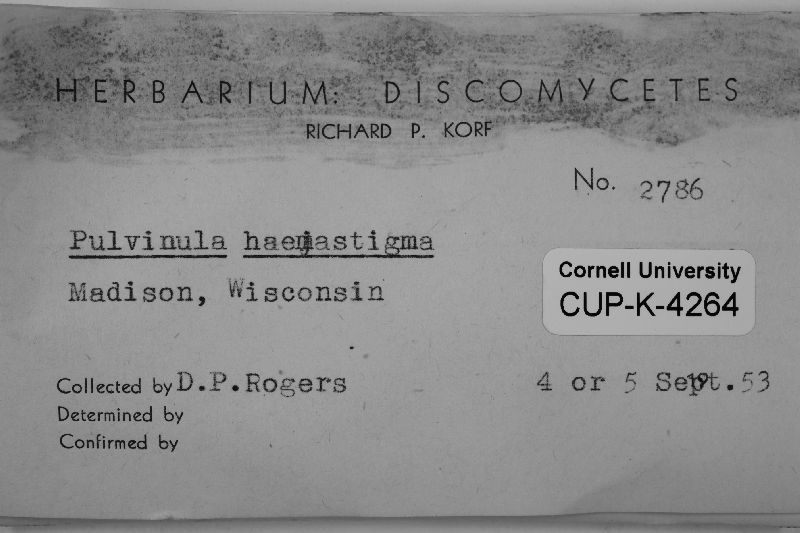 HERBARIUM: DISCOMYCETES
RICHARD P. KORF
No. 2786
Pulvinula haemastigma
Madison, Wisconsin
Cornell University
CUP-K-4264
Collected by D.P.Rogers
4 or 5 Sept. 53
Determined by
Confirmed by